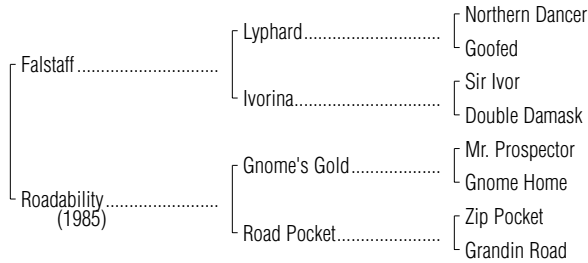 Northern Dancer
Lyphard
Goofed
Falstaff
Sir Ivor
Ivorina
Double Damask
Mr. Prospector
Gnome's Gold
Gnome Home
Roadability
(1985)
Zip Pocket
Road Pocket
Grandin Road